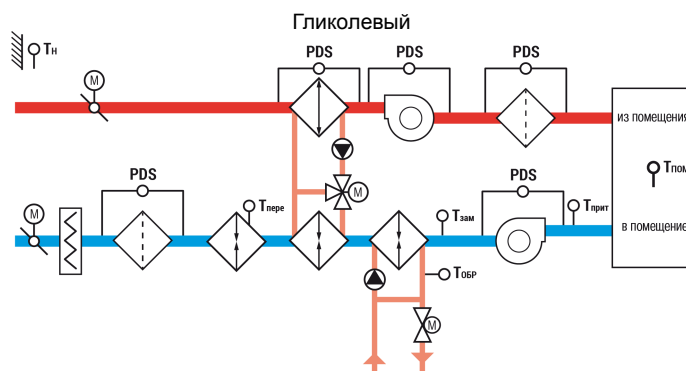 Гликолевый
Tн
PDS
PDS
PDS
M
из помещения
Tпом
M
PDS
Tпере
M
Tзам
PDS
Tприт
в помещение
TОБР
M